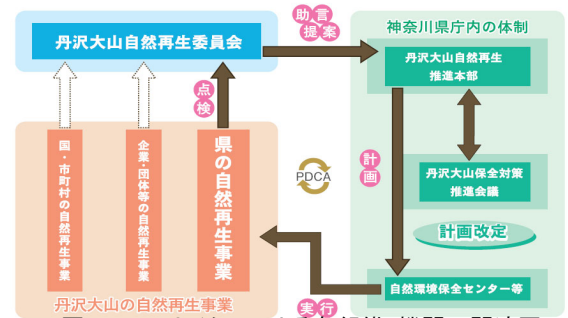 助言
提案
神奈川県庁内の体制
丹沢大山自然再生委員会
丹沢大山自然再生
推進本部
点検
国・市町村の自然再生事業
企業・団体等の自然再生事業
県の自然再生事業
PDCA
計画
丹沢大山保全対策
推進会議
計画改定
自然環境保全センター等
実行
丹沢大山の自然再生事業